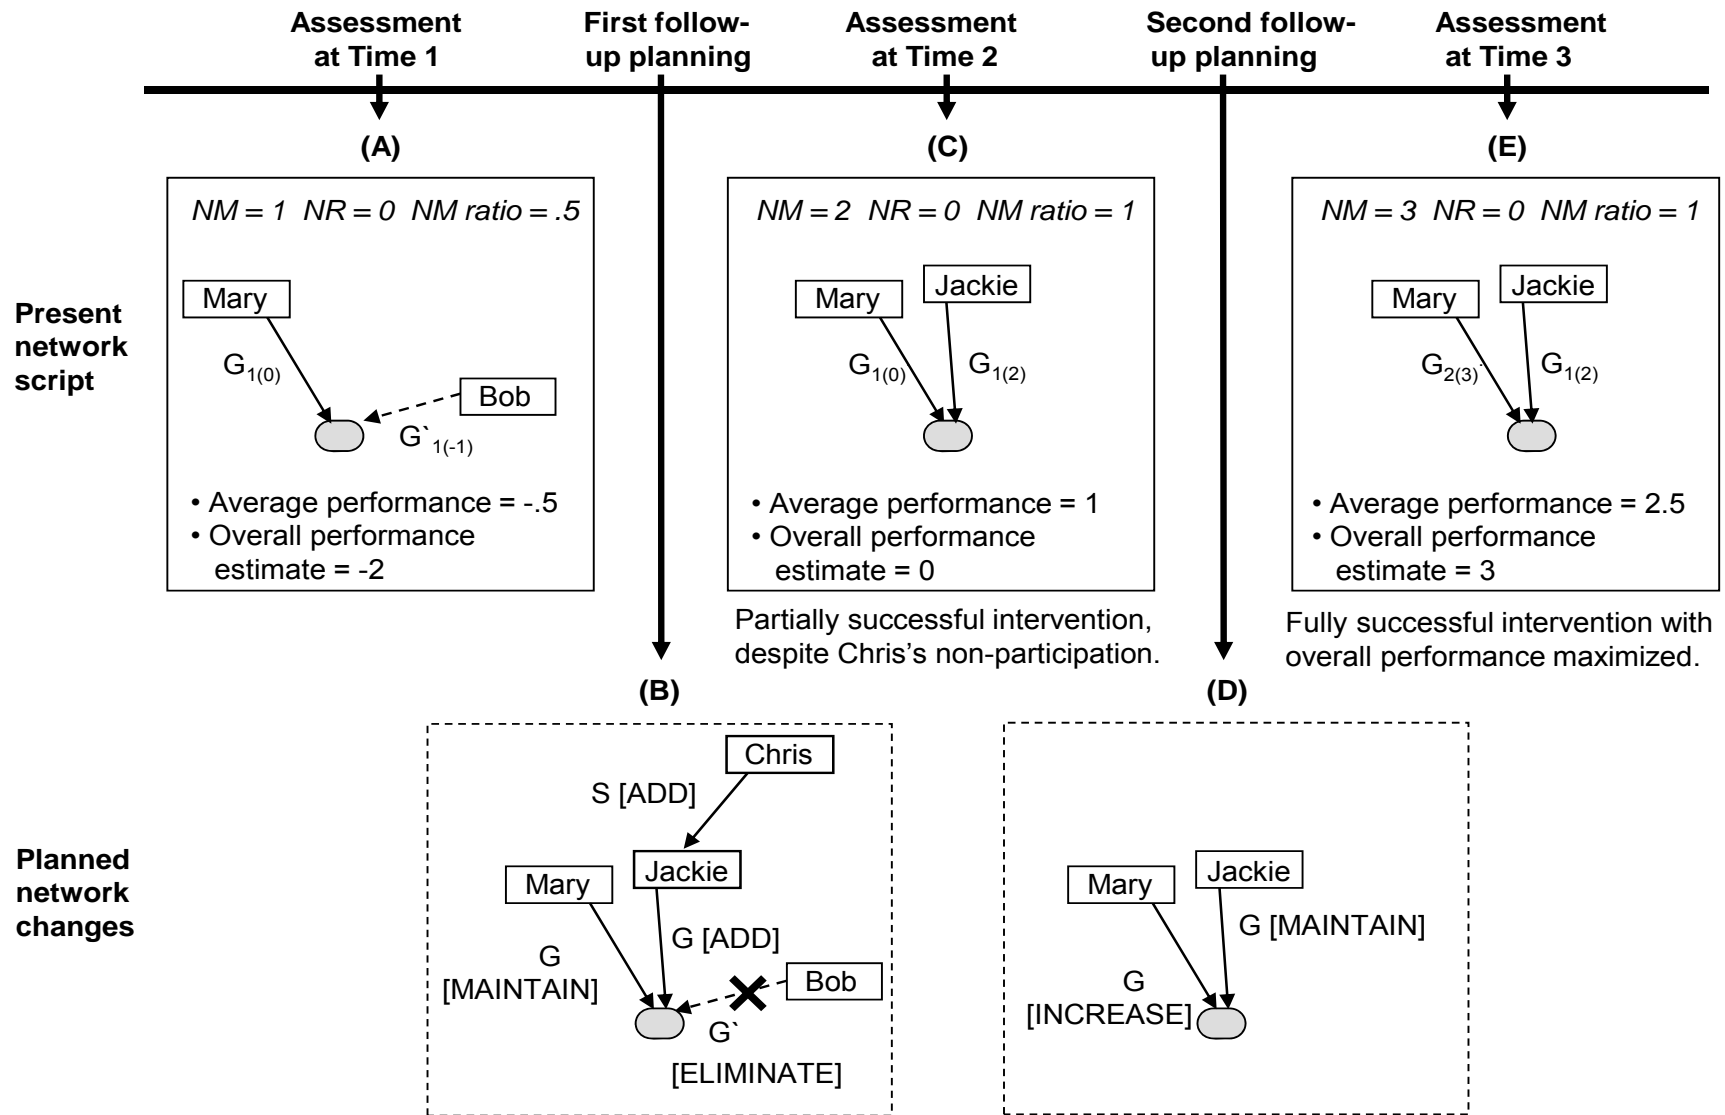 Assessment
at Time 1
First follow-
up planning
Assessment
at Time 2
Second follow-
up planning
Assessment
at Time 3
Present
network
script
(A)
NM = 1 NR = 0 NM ratio = .5
Mary
G1(0)
Bob
G`1(-1)
• Average performance = -.5
• Overall performance
estimate = -2
(C)
NM = 2 NR = 0 NM ratio = 1
Mary
Jackie
G1(0)
G1(2)
• Average performance = 1
• Overall performance
estimate = 0
Partially successful intervention,
despite Chris’s non-participation.
(E)
NM = 3 NR = 0 NM ratio = 1
Mary
Jackie
G2(3)
G1(2)
• Average performance = 2.5
• Overall performance
estimate = 3
Fully successful intervention with
overall performance maximized.
Planned
network
changes
(B)
Chris
S [ADD]
Mary
Jackie
G
[MAINTAIN]
G [ADD]
Bob
G`
[ELIMINATE]
(D)
Mary
Jackie
G [MAINTAIN]
G
[INCREASE]